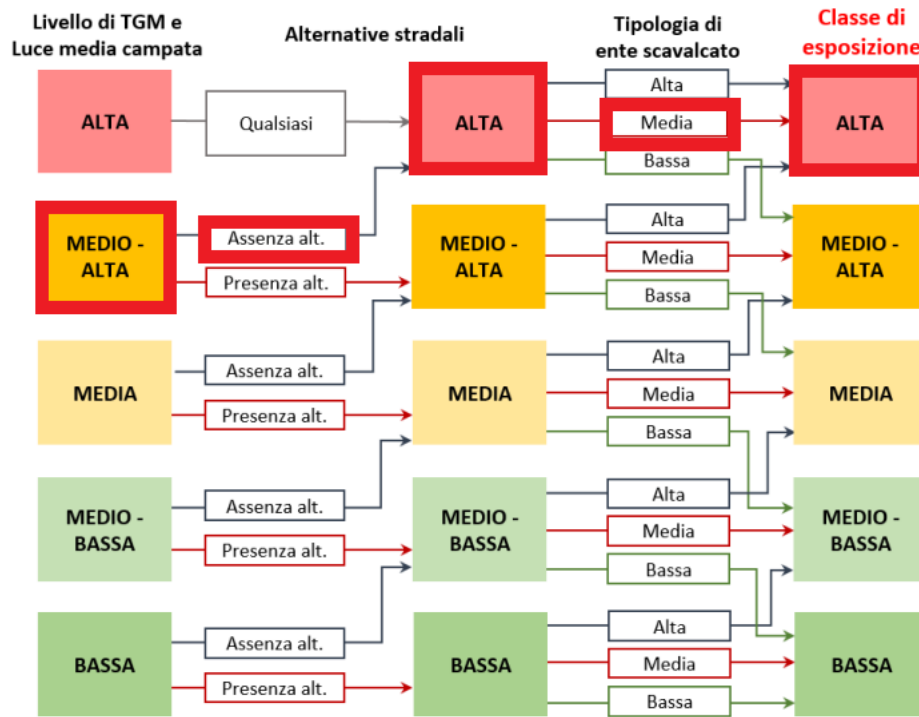 Livello di TGM e
Luce media campata
Alternative stradali
Tipologia di
ente scavalcato
Classe di
esposizione
ALTA
Qualsiasi
ALTA
Alta
Media
Bassa
ALTA
MEDIO -
ALTA
Assenza alt.
Presenza alt.
MEDIO -
ALTA
Alta
Media
Bassa
MEDIO -
ALTA
MEDIA
Assenza alt.
Presenza alt.
MEDIA
Alta
Media
Bassa
MEDIA
MEDIO -
BASSA
Assenza alt.
Presenza alt.
MEDIO -
BASSA
Alta
Media
Bassa
MEDIO -
BASSA
BASSA
Assenza alt.
Presenza alt.
BASSA
Alta
Media
Bassa
BASSA